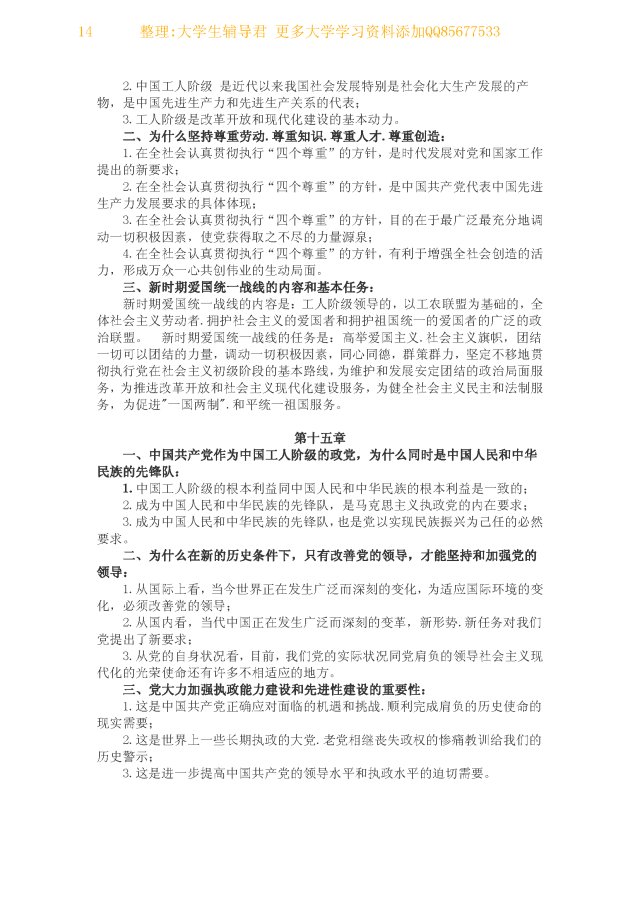 14 整理:大学生辅导君 更多大学学习资料添加QQ85677533
2.中国工人阶级 是近代以来我国社会发展特别是社会化大生产发展的产
物，是中国先进生产力和先进生产关系的代表；
3.工人阶级是改革开放和现代化建设的基本动力。
二、为什么坚持尊重劳动.尊重知识.尊重人才.尊重创造：
1.在全社会认真贯彻执行“四个尊重”的方针，是时代发展对党和国家工作
提出的新要求；
2.在全社会认真贯彻执行“四个尊重”的方针，是中国共产党代表中国先进
生产力发展要求的具体体现；
3.在全社会认真贯彻执行“四个尊重”的方针，目的在于最广泛最充分地调
动一切积极因素，使党获得取之不尽的力量源泉；
4.在全社会认真贯彻执行“四个尊重”的方针，有利于增强全社会创造的活
力，形成万众一心共创伟业的生动局面。
三、新时期爱国统一战线的内容和基本任务：
新时期爱国统一战线的内容是：工人阶级领导的，以工农联盟为基础的，全
体社会主义劳动者.拥护社会主义的爱国者和拥护祖国统一的爱国者的广泛的政
治联盟。 新时期爱国统一战线的任务是：高举爱国主义.社会主义旗帜，团结
一切可以团结的力量，调动一切积极因素，同心同德，群策群力，坚定不移地贯
彻执行党在社会主义初级阶段的基本路线，为维护和发展安定团结的政治局面服
务，为推进改革开放和社会主义现代化建设服务，为健全社会主义民主和法制服
务，为促进"一国两制".和平统一祖国服务。
第十五章
一、中国共产党作为中国工人阶级的政党，为什么同时是中国人民和中华
民族的先锋队：
1.中国工人阶级的根本利益同中国人民和中华民族的根本利益是一致的；
2.成为中国人民和中华民族的先锋队，是马克思主义执政党的内在要求；
3.成为中国人民和中华民族的先锋队，也是党以实现民族振兴为己任的必然
要求。
二、为什么在新的历史条件下，只有改善党的领导，才能坚持和加强党的
领导：
1.从国际上看，当今世界正在发生广泛而深刻的变化，为适应国际环境的变
化，必须改善党的领导；
2.从国内看，当代中国正在发生广泛而深刻的变革，新形势.新任务对我们
党提出了新要求；
3.从党的自身状况看，目前，我们党的实际状况同党肩负的领导社会主义现
代化的光荣使命还有许多不相适应的地方。
三、党大力加强执政能力建设和先进性建设的重要性：
1.这是中国共产党正确应对面临的机遇和挑战.顺利完成肩负的历史使命的
现实需要；
2.这是世界上一些长期执政的大党.老党相继丧失政权的惨痛教训给我们的
历史警示；
3.这是进一步提高中国共产党的领导水平和执政水平的迫切需要。